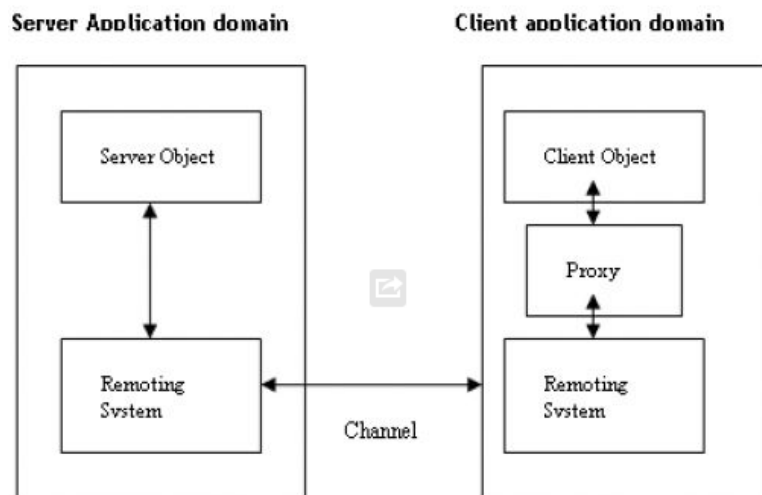 Server Application domain
Client application domain
Server Object
Client Object
Proxy
Remoting
System
Remoting
System
Channel